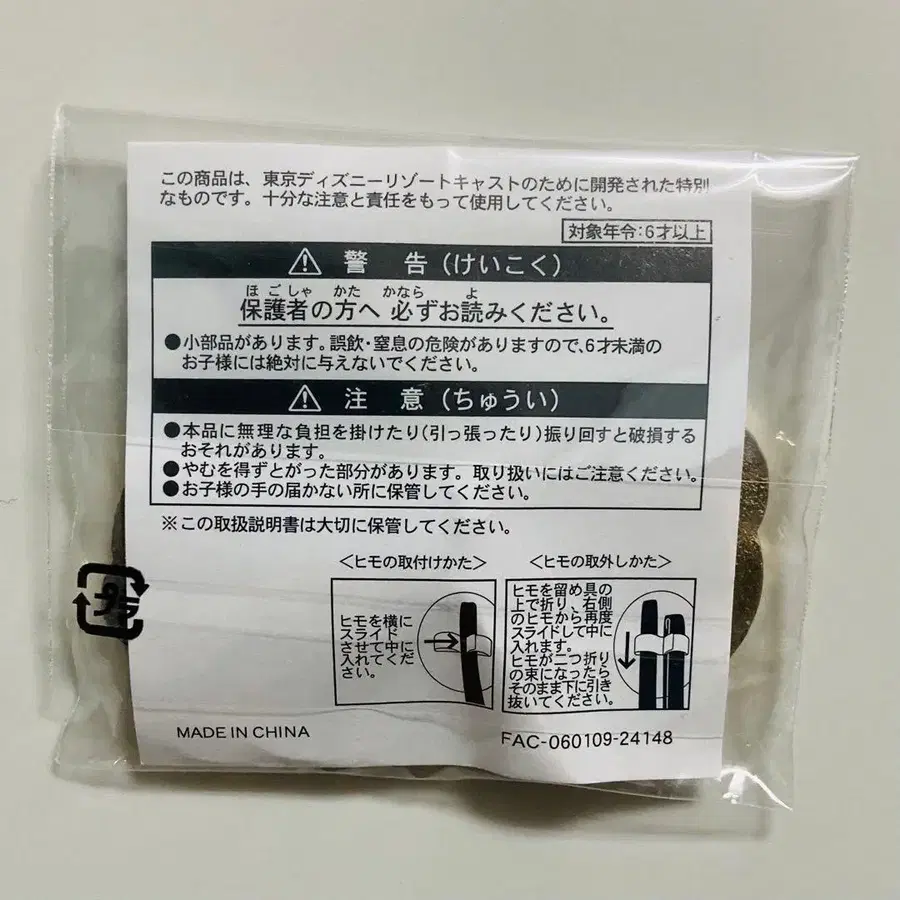 この商品は、東京ディズニーリゾートキャストのために開発された特別
なものです。十分な注意と責任をもって使用してください。
対象年令:6才以上
警 告(けいこく)
ほごしゃ かた かなら よ
保護者の方へ 必ずお読みください。
●小部品があります。誤飲・窒息の危険がありますので、6才未満の
お子様には絶対に与えないでください。
注 意(ちゅうい)
●本品に無理な負担を掛けたり(引っ張ったり)振り回すと破損する
おそれがあります。
●やむを得ずとがった部分があります。取り扱いにはご注意ください。
●お子様の手の届かない所に保管してください。
※この取扱説明書は大切に保管してください。
<ヒモの取付けかた>
ヒモを横に
スライド
させて中に
入れてくだ
さい。
<ヒモの取外しかた>
ヒモを留め具の
上で折り、右側
のヒモから再度
スライドして中に
入れます。
ヒモが二つ折り
の束になったら
そのまま下に引き
抜いてください。
プラ
MADE IN CHINA
FAC-060109-24148